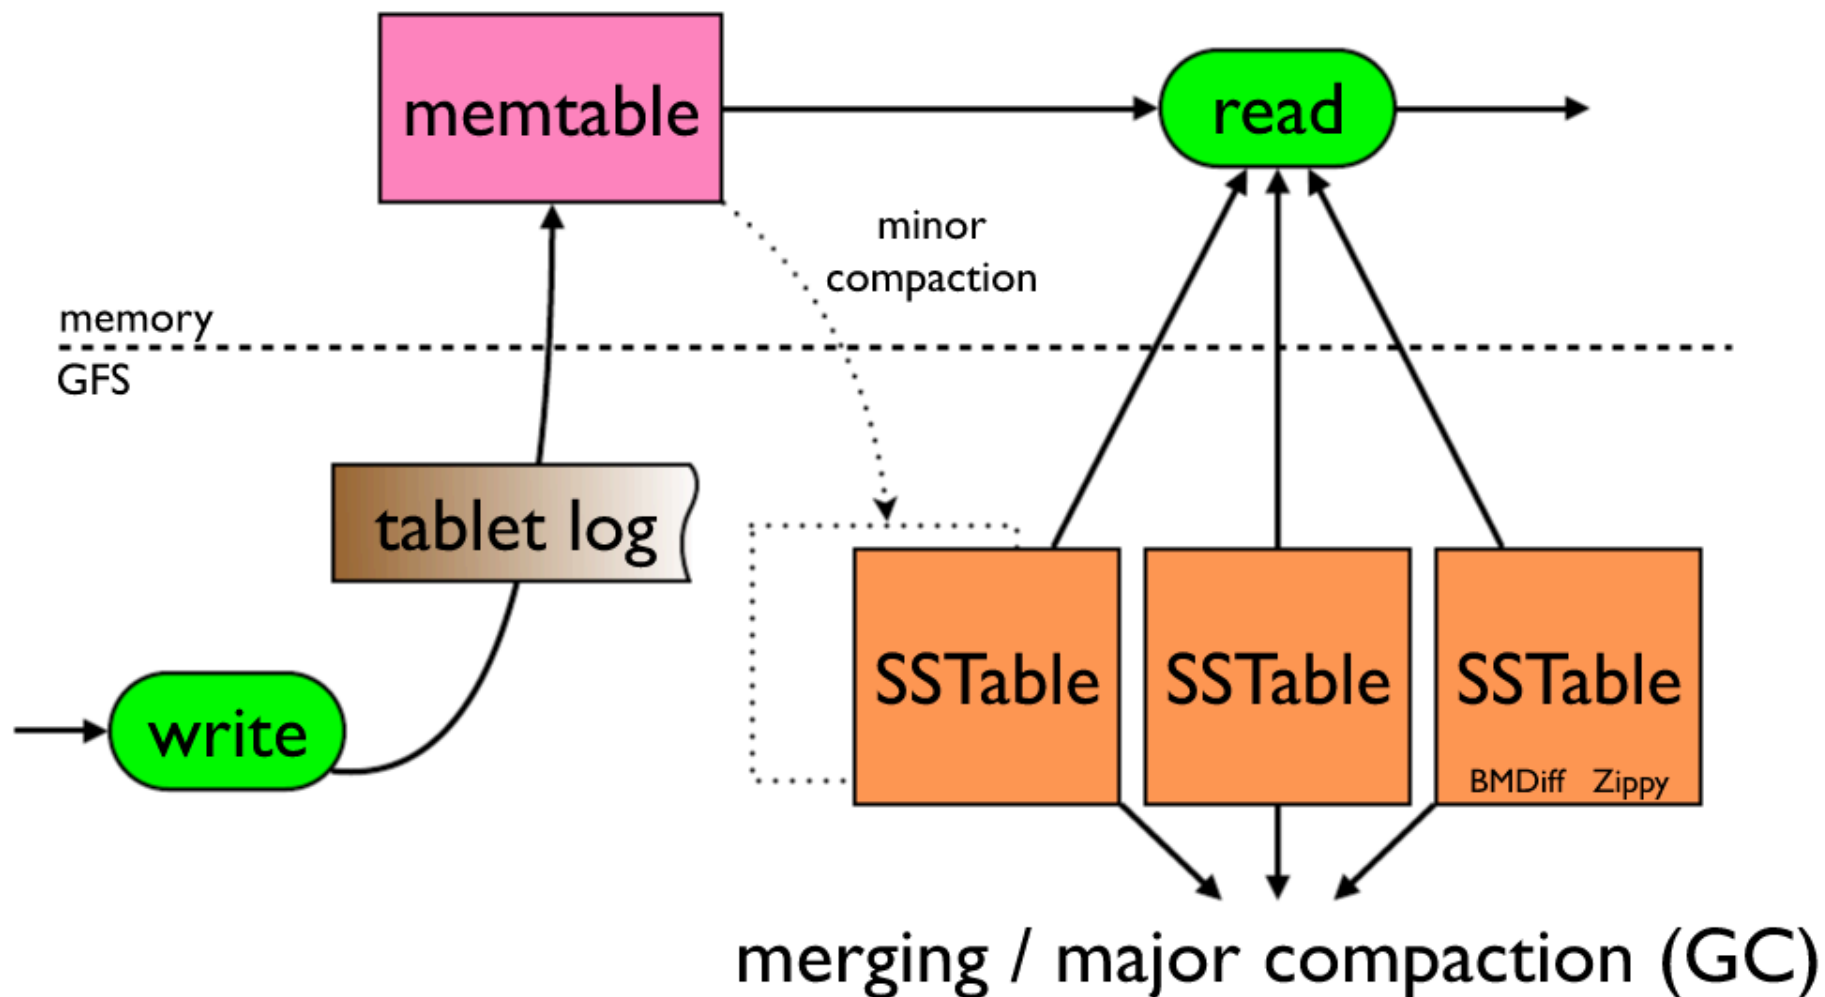 memtable
read
minor
compaction
memory
GFS
tablet log
write
SSTable
SSTable
SSTable
BMDiff Zippy
merging / major compaction (GC)